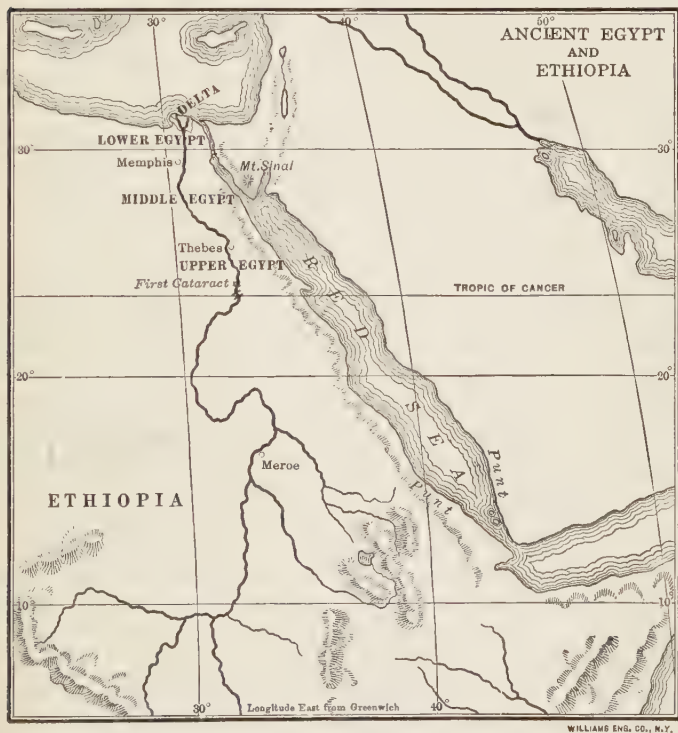 30°
40°
50°
ANCIENT EGYPT
AND
ETHIOPIA
DELTA
LOWER EGYPT
30°
30°
Memphis
Mt. Sinai
MIDDLE EGYPT
Thebes
UPPER EGYPT
First Cataract
RED SEA
TROPIC OF CANCER
20°
20°
Meroe
Punt
Punt
ETHIOPIA
10°
10°
30°
Longitude East from Greenwich
40°
WILLIAMS ENG. CO., N.Y.